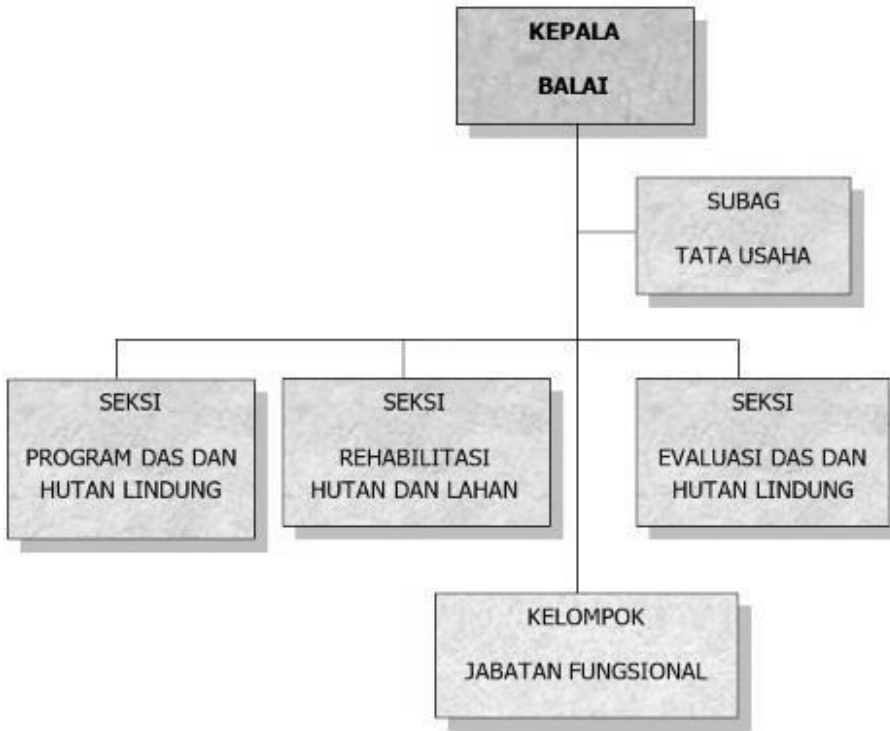 KEPALA
BALAI
SUBAG
TATA USAHA
SEKSI
PROGRAM DAS DAN
HUTAN LINDUNG
SEKSI
REHABILITASI
HUTAN DAN LAHAN
SEKSI
EVALUASI DAS DAN
HUTAN LINDUNG
KELOMPOK
JABATAN FUNGSIONAL